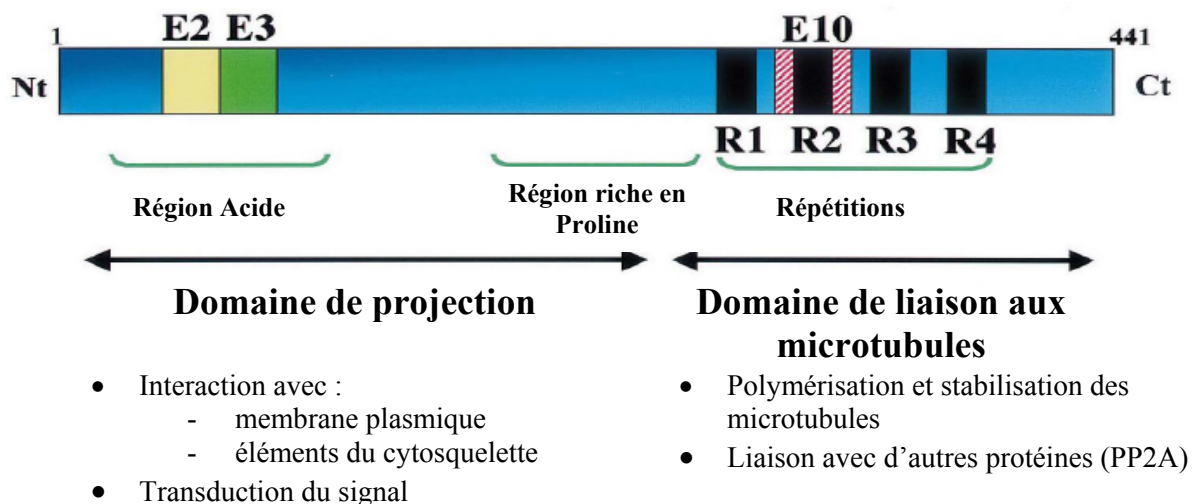 1 E2 E3 E10 441
Nt Ct
R1 R2 R3 R4
Région Acide
Région riche en
Proline
Répétitions
Domaine de projection
Domaine de liaison aux
microtubules
• Interaction avec :
- membrane plasmique
- éléments du cytosquelette
• Transduction du signal
• Polymérisation et stabilisation des
microtubules
• Liaison avec d'autres protéines (PP2A)